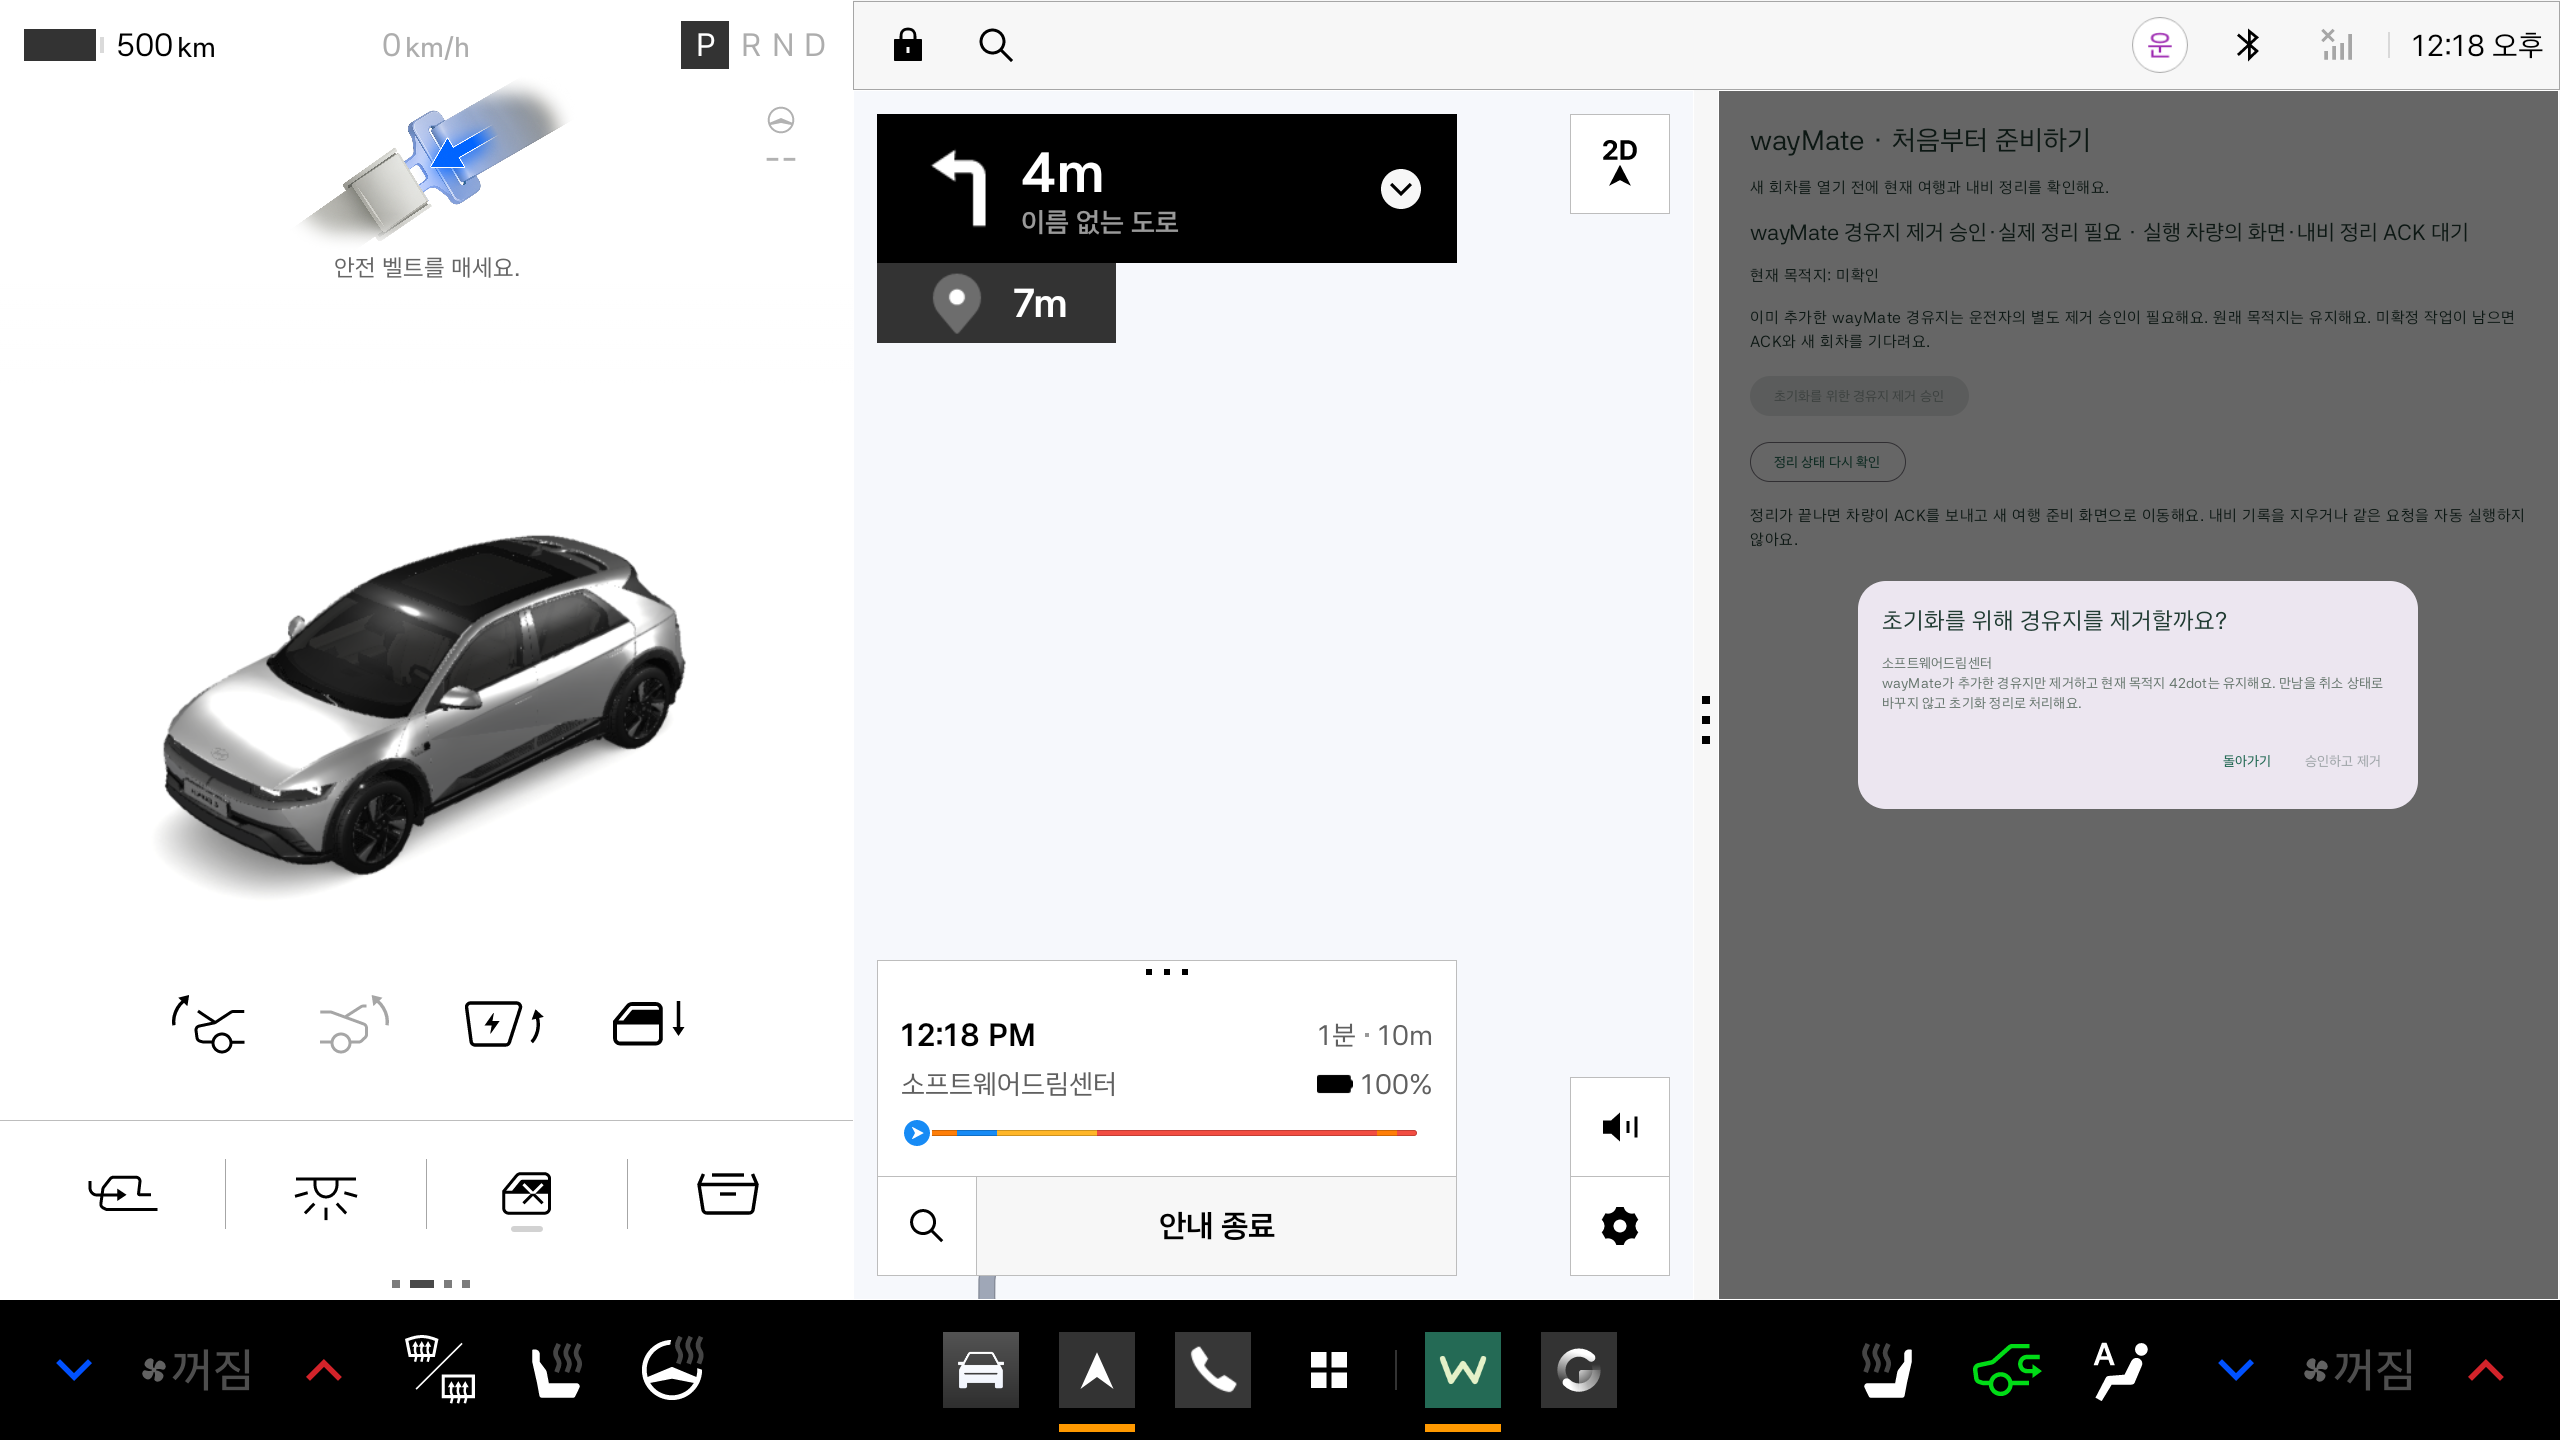 500 km
0 km/h
P R N D
안전 벨트를 매세요.
운
12:18 오후
4m
이름 없는 도로
7m
2D
12:18 PM
1분 · 10m
소프트웨어드림센터
100%
안내 종료
wayMate · 처음부터 준비하기
새 회차를 열기 전에 현재 여행과 내비 정리를 확인해요.
wayMate 경유지 제거 승인·실제 정리 필요 · 실행 차량의 화면·내비 정리 ACK 대기
현재 목적지: 미확인
이미 추가한 wayMate 경유지는 운전자의 별도 제거 승인이 필요해요. 원래 목적지는 유지해요. 미확정 작업이 남으면
ACK와 새 회차를 기다려요.
초기화를 위한 경유지 제거 승인
정리 상태 다시 확인
정리가 끝나면 차량이 ACK를 보내고 새 여행 준비 화면으로 이동해요. 내비 기록을 지우거나 같은 요청을 자동 실행하지
않아요.
초기화를 위해 경유지를 제거할까요?
소프트웨어드림센터
wayMate가 추가한 경유지만 제거하고 현재 목적지 42dot는 유지해요. 만남을 취소 상태로
바꾸지 않고 초기화 정리로 처리해요.
돌아가기
승인하고 제거
꺼짐
W
G
A
꺼짐